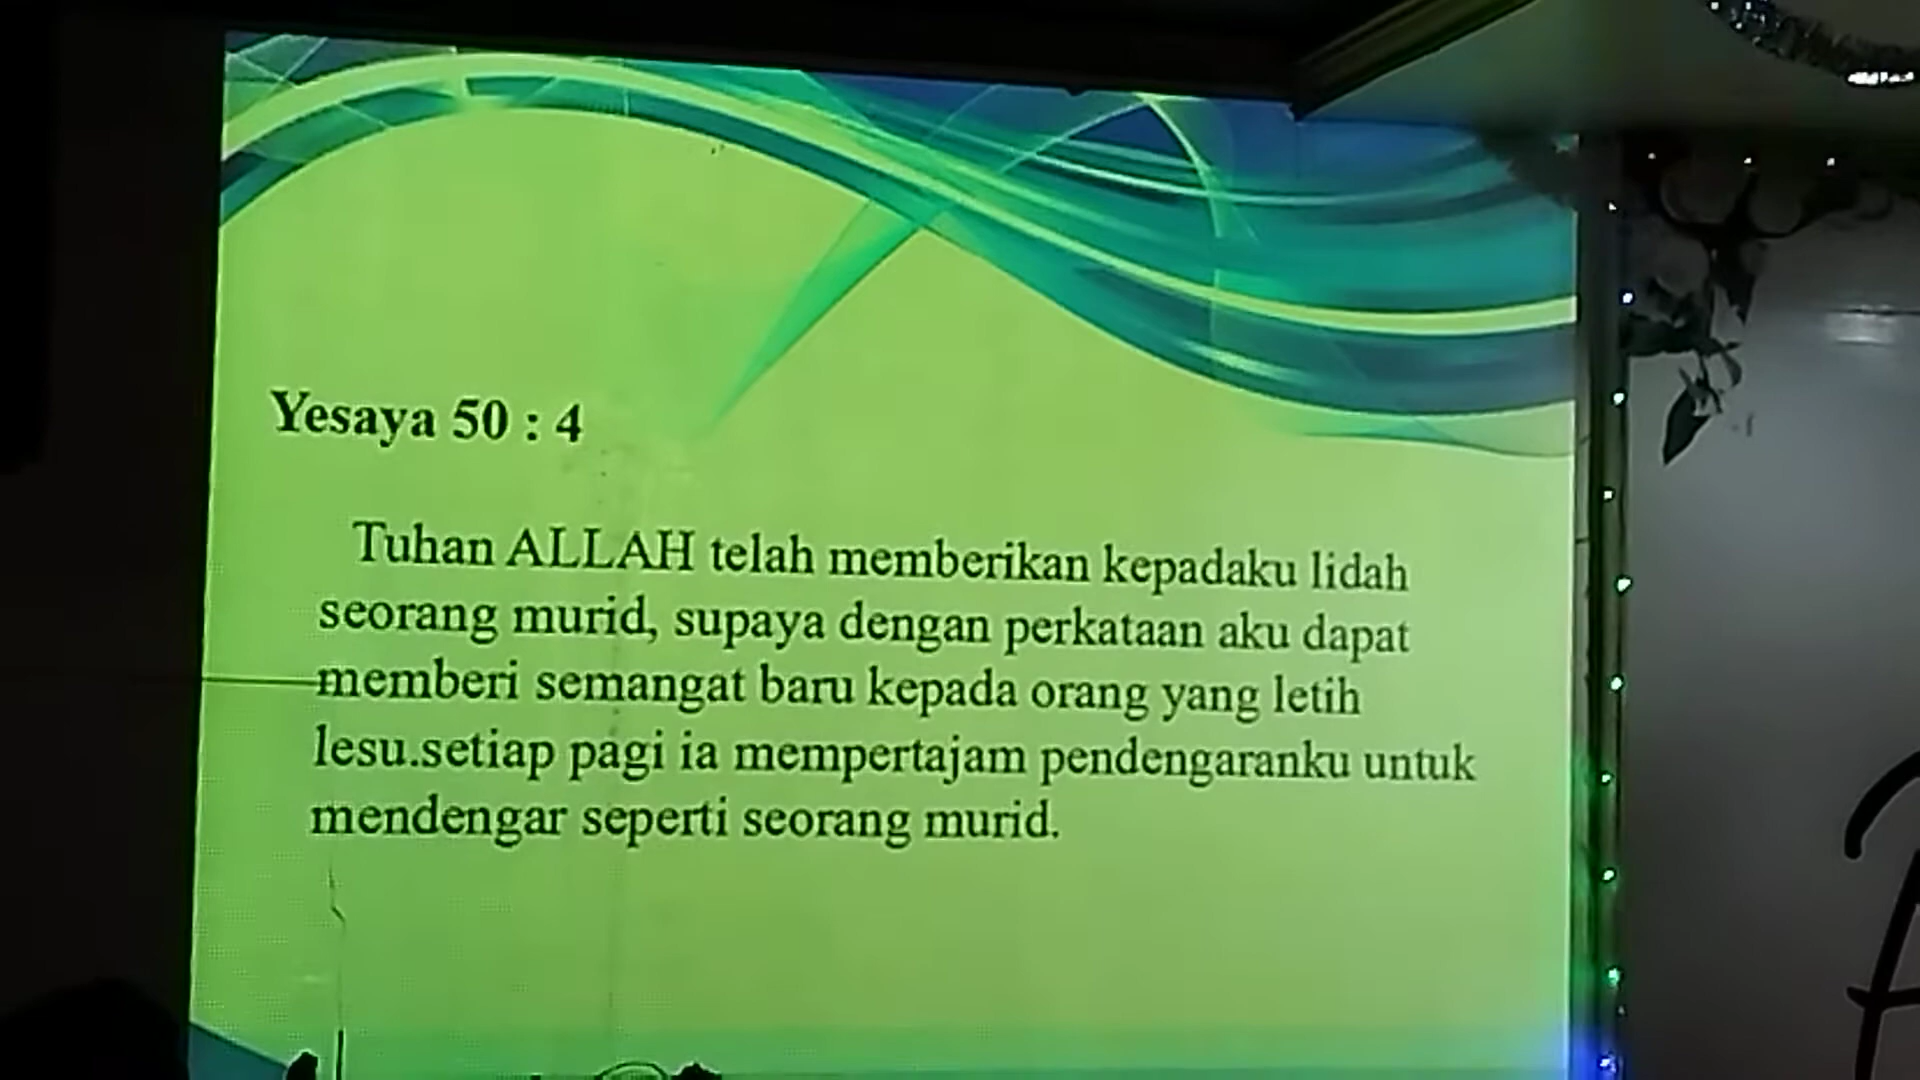 Yesaya 50 : 4
Tuhan ALLAH telah memberikan kepadaku lidah
seorang murid, supaya dengan perkataan aku dapat
memberi semangat baru kepada orang yang letih
lesu.setiap pagi ia mempertajam pendengaranku untuk
mendengar seperti seorang murid.